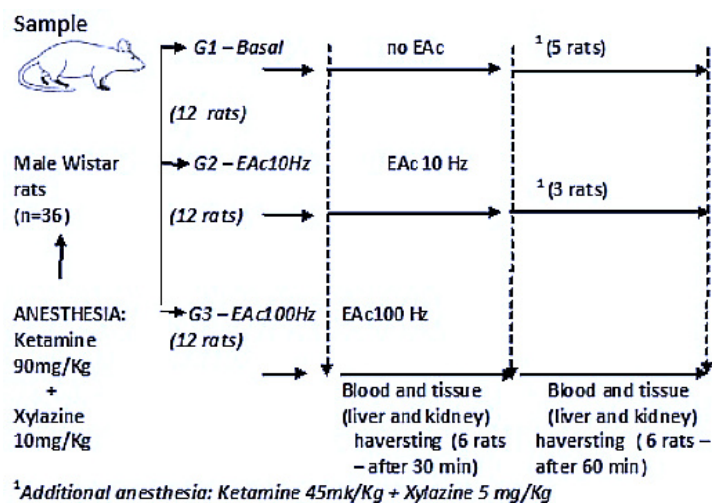 Sample
G1 – Basal
no EAc
1 (5 rats)
(12 rats)
Male Wistar
rats
(n=36)
G2 – EAc10Hz
EAc 10 Hz
1 (3 rats)
(12 rats)
ANESTHESIA:
Ketamine
90mg/Kg
+
Xylazine
10mg/Kg
G3 – EAc100Hz
EAc100 Hz
(12 rats)
Blood and tissue
(liver and kidney)
haversting (6 rats
– after 30 min)
Blood and tissue
(liver and kidney)
haversting ( 6 rats –
after 60 min)
1Additional anesthesia: Ketamine 45mk/Kg + Xylazine 5 mg/Kg